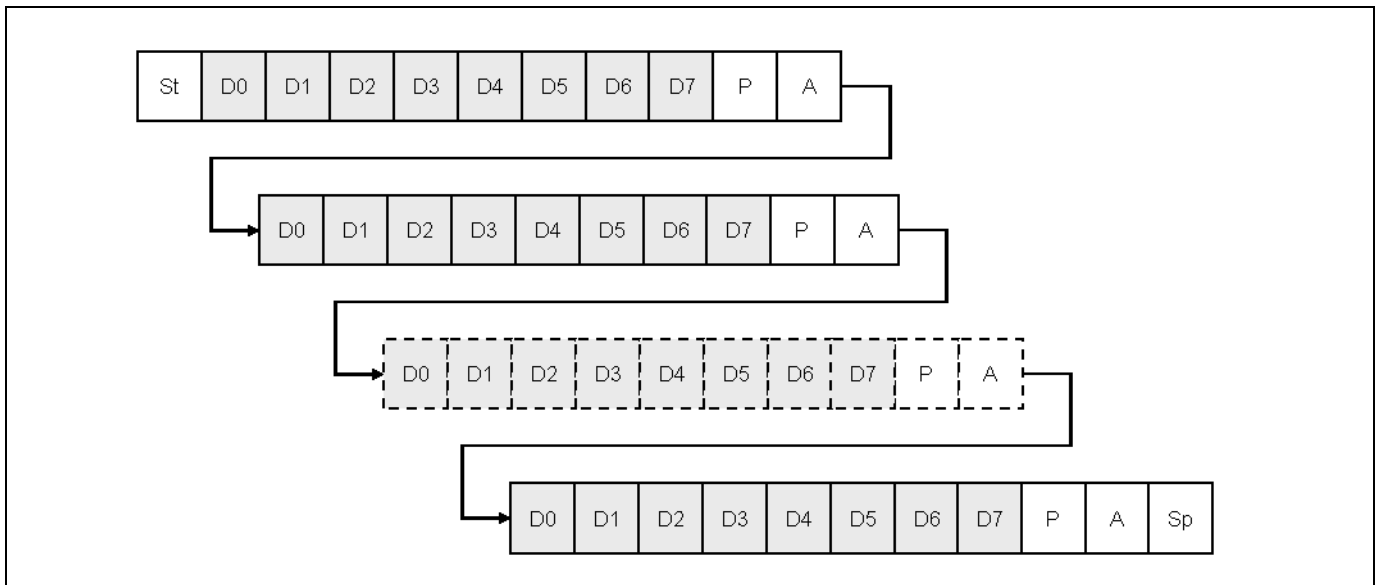 St D0 D1 D2 D3 D4 D5 D6 D7 P A
D0 D1 D2 D3 D4 D5 D6 D7 P A
D0 D1 D2 D3 D4 D5 D6 D7 P A
D0 D1 D2 D3 D4 D5 D6 D7 P A Sp